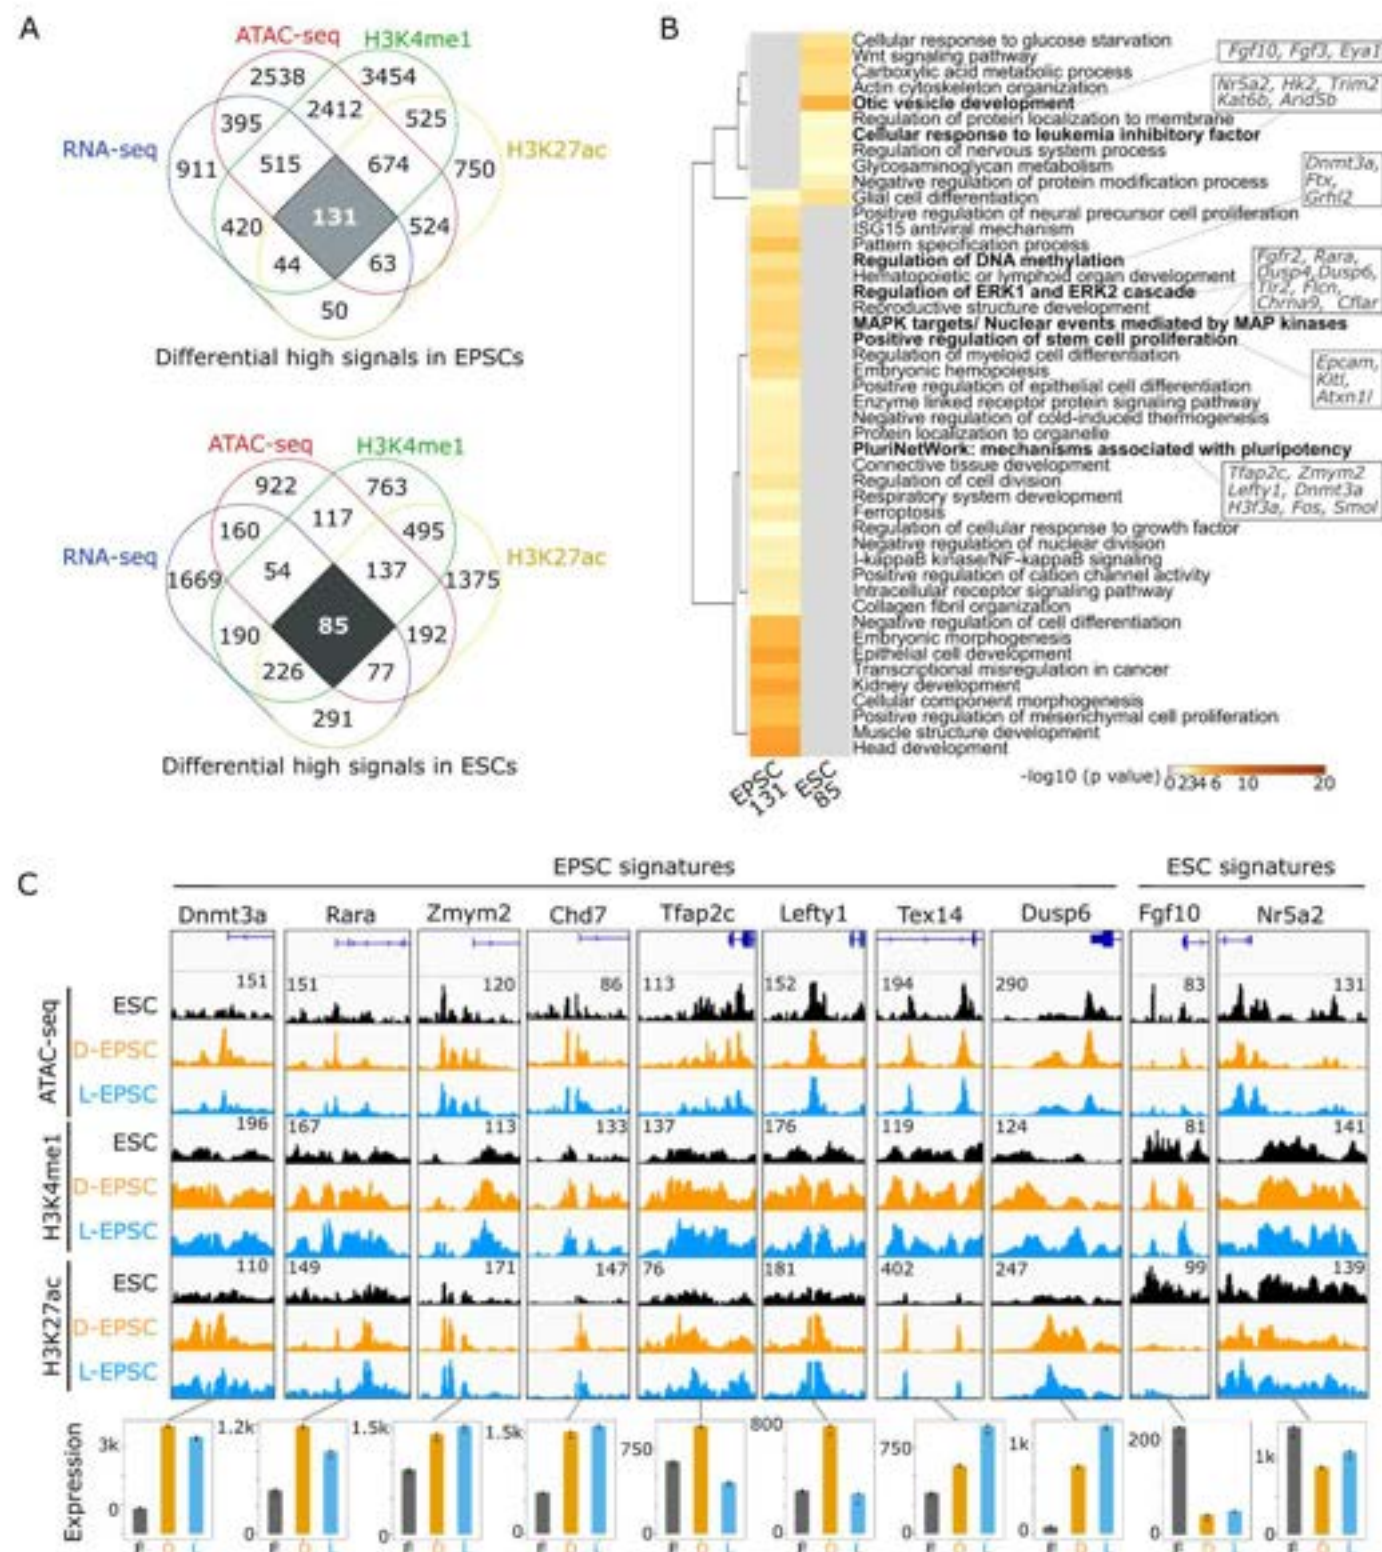 A
ATAC-seq
H3K4me1
RNA-seq
H3K27ac
2538
3454
395
2412
525
911
515
674
750
131
420
524
44
63
50
Differential high signals in EPSCs
ATAC-seq
H3K4me1
RNA-seq
H3K27ac
922
763
160
117
495
1669
54
137
1375
85
190
192
226
77
291
Differential high signals in ESCs
B
Cellular response to glucose starvation
Wnt signaling pathway
Carboxylic acid metabolic process
Actin cytoskeleton organization
Otic vesicle development
Regulation of protein localization to membrane
Cellular response to leukemia inhibitory factor
Regulation of nervous system process
Glycosaminoglycan metabolism
Negative regulation of protein modification process
Glial cell differentiation
Positive regulation of neural precursor cell proliferation
ISG15 antiviral mechanism
Pattern specification process
Regulation of DNA methylation
Hematopoietic or lymphoid organ development
Regulation of ERK1 and ERK2 cascade
Reproductive structure development
MAPK targets/ Nuclear events mediated by MAP kinases
Positive regulation of stem cell proliferation
Regulation of myeloid cell differentiation
Embryonic hemopoiesis
Positive regulation of epithelial cell differentiation
Enzyme linked receptor protein signaling pathway
Negative regulation of cold-induced thermogenesis
Protein localization to organelle
PluriNetWork: mechanisms associated with pluripotency
Connective tissue development
Regulation of cell division
Respiratory system development
Ferroptosis
Regulation of cellular response to growth factor
Negative regulation of nuclear division
I-kappaB kinase/NF-kappaB signaling
Positive regulation of cation channel activity
Intracellular receptor signaling pathway
Collagen fibril organization
Negative regulation of cell differentiation
Embryonic morphogenesis
Epithelial cell development
Transcriptional misregulation in cancer
Kidney development
Cellular component morphogenesis
Positive regulation of mesenchymal cell proliferation
Muscle structure development
Head development
Fgf10, Fgf3, Eya1
Nr5a2, Hk2, Trim2
Kat6b, Arid5b
Dnmt3a,
Ftx,
Grhl2
Fgfr2, Rara,
Dusp4,Dusp6,
Tlr2, Flcn,
Chrna9, Cflar
Epcam,
Kitl,
Atxn1l
Tfap2c, Zmym2
Lefty1, Dnmt3a
H3f3a, Fos, Smol
EPSC
131
ESC
85
-log10 (p value)
0 2 3 4 6 10 20
C
EPSC signatures
ESC signatures
Dnmt3a Rara Zmym2 Chd7 Tfap2c Lefty1 Tex14 Dusp6 Fgf10 Nr5a2
ATAC-seq
151 151 120 86 113 152 194 290 83 131
ESC
D-EPSC
L-EPSC
H3K4me1
196 167 113 133 137 176 119 124 81 141
ESC
D-EPSC
L-EPSC
H3K27ac
110 149 171 147 76 181 402 247 99 139
ESC
D-EPSC
L-EPSC
Expression
3k 0
1.2k 0
1.5k 0
1.5k 0
750 0
800 0
750 0
1k 0
200 0
1k 0
E D L E D L E D L E D L E D L E D L E D L E D L E D L E D L